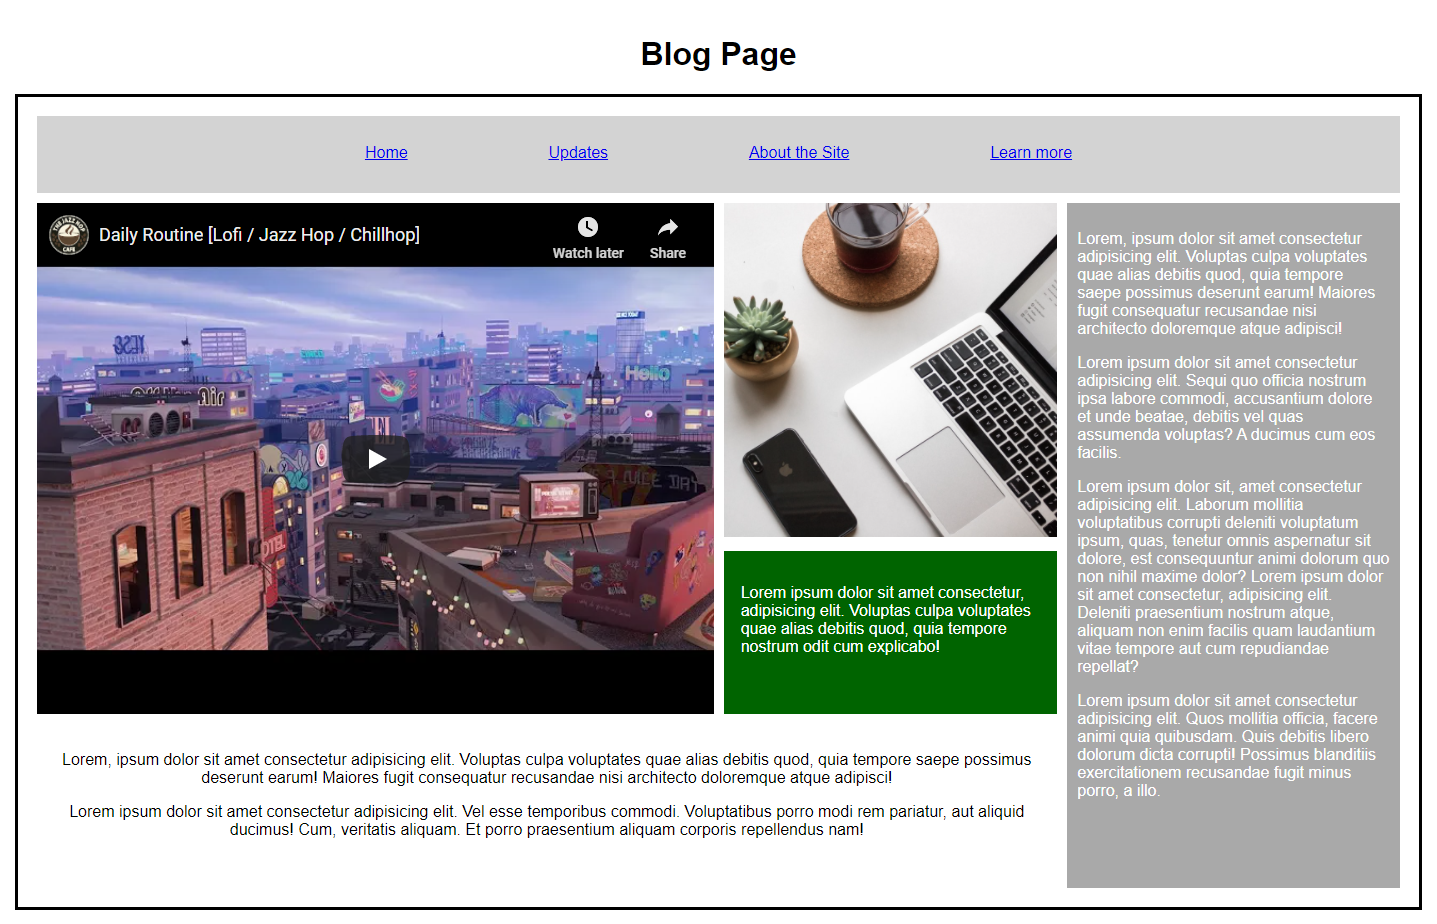 Blog Page
Home
Updates
About the Site
Learn more
THE JAZZ HOP
CAFÉ
Daily Routine [Lofi / Jazz Hop / Chillhop]
Watch later
Share
Hello
Air
A NICE DAY
Lorem ipsum dolor sit amet consectetur,
adipisicing elit. Voluptas culpa voluptates
quae alias debitis quod, quia tempore
nostrum odit cum explicabo!
Lorem, ipsum dolor sit amet consectetur
adipisicing elit. Voluptas culpa voluptates
quae alias debitis quod, quia tempore
saepe possimus deserunt earum! Maiores
fugit consequatur recusandae nisi
architecto doloremque atque adipisci!
Lorem ipsum dolor sit amet consectetur
adipisicing elit. Sequi quo officia nostrum
ipsa labore commodi, accusantium dolore
et unde beatae, debitis vel quas
assumenda voluptas? A ducimus cum eos
facilis.
Lorem ipsum dolor sit, amet consectetur
adipisicing elit. Laborum mollitia
voluptatibus corrupti deleniti voluptatum
ipsum, quas, tenetur omnis aspernatur sit
dolore, est consequuntur animi dolorum quo
non nihil maxime dolor? Lorem ipsum dolor
sit amet consectetur, adipisicing elit.
Deleniti praesentium nostrum atque,
aliquam non enim facilis quam laudantium
vitae tempore aut cum repudiandae
repellat?
Lorem ipsum dolor sit amet consectetur
adipisicing elit. Quos mollitia officia, facere
animi quia quibusdam. Quis debitis libero
dolorum dicta corrupti! Possimus blanditiis
exercitationem recusandae fugit minus
porro, a illo.
Lorem, ipsum dolor sit amet consectetur adipisicing elit. Voluptas culpa voluptates quae alias debitis quod, quia tempore saepe possimus
deserunt earum! Maiores fugit consequatur recusandae nisi architecto doloremque atque adipisci!
Lorem ipsum dolor sit amet consectetur adipisicing elit. Vel esse temporibus commodi. Voluptatibus porro modi rem pariatur, aut aliquid
ducimus! Cum, veritatis aliquam. Et porro praesentium aliquam corporis repellendus nam!